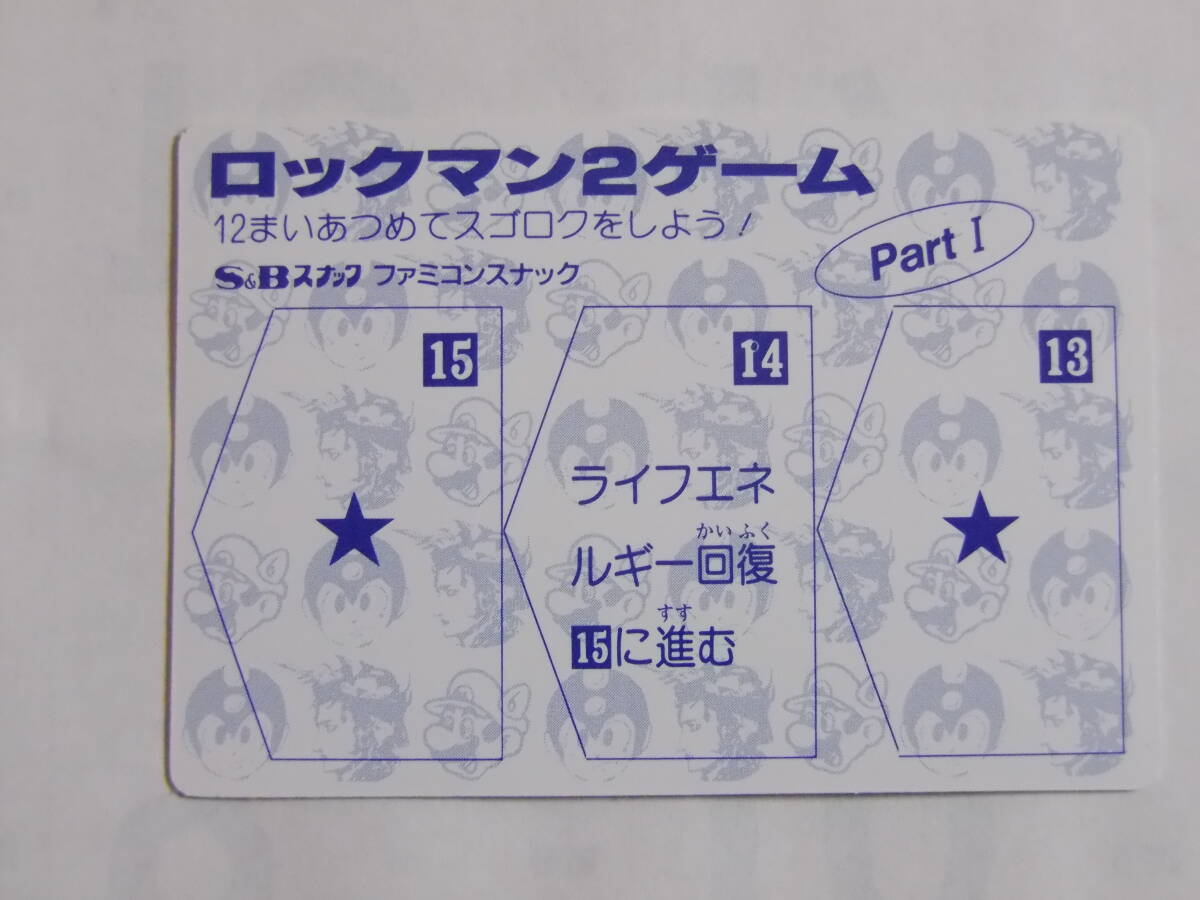 ロックマン2ゲーム
12まいあつめてスゴロクをしよう!
Part I
S&Bスナック ファミコンスナック
15
★
14
ライフエネ
ルギー回復
かいふく
15に進む
すす
13
★